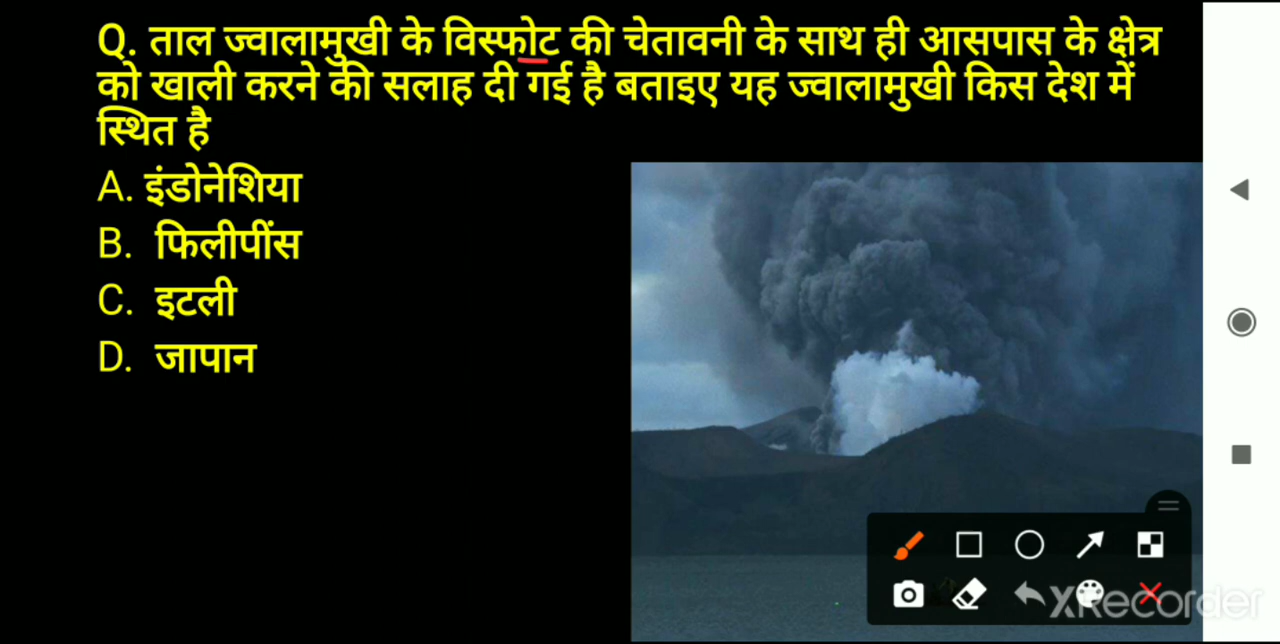 Q. ताल ज्वालामुखी के विस्फोट की चेतावनी के साथ ही आसपास के क्षेत्र
को खाली करने की सलाह दी गई है बताइए यह ज्वालामुखी किस देश में
स्थित है
A. इंडोनेशिया
B. फिलीपींस
C. इटली
D. जापान
XRecorder